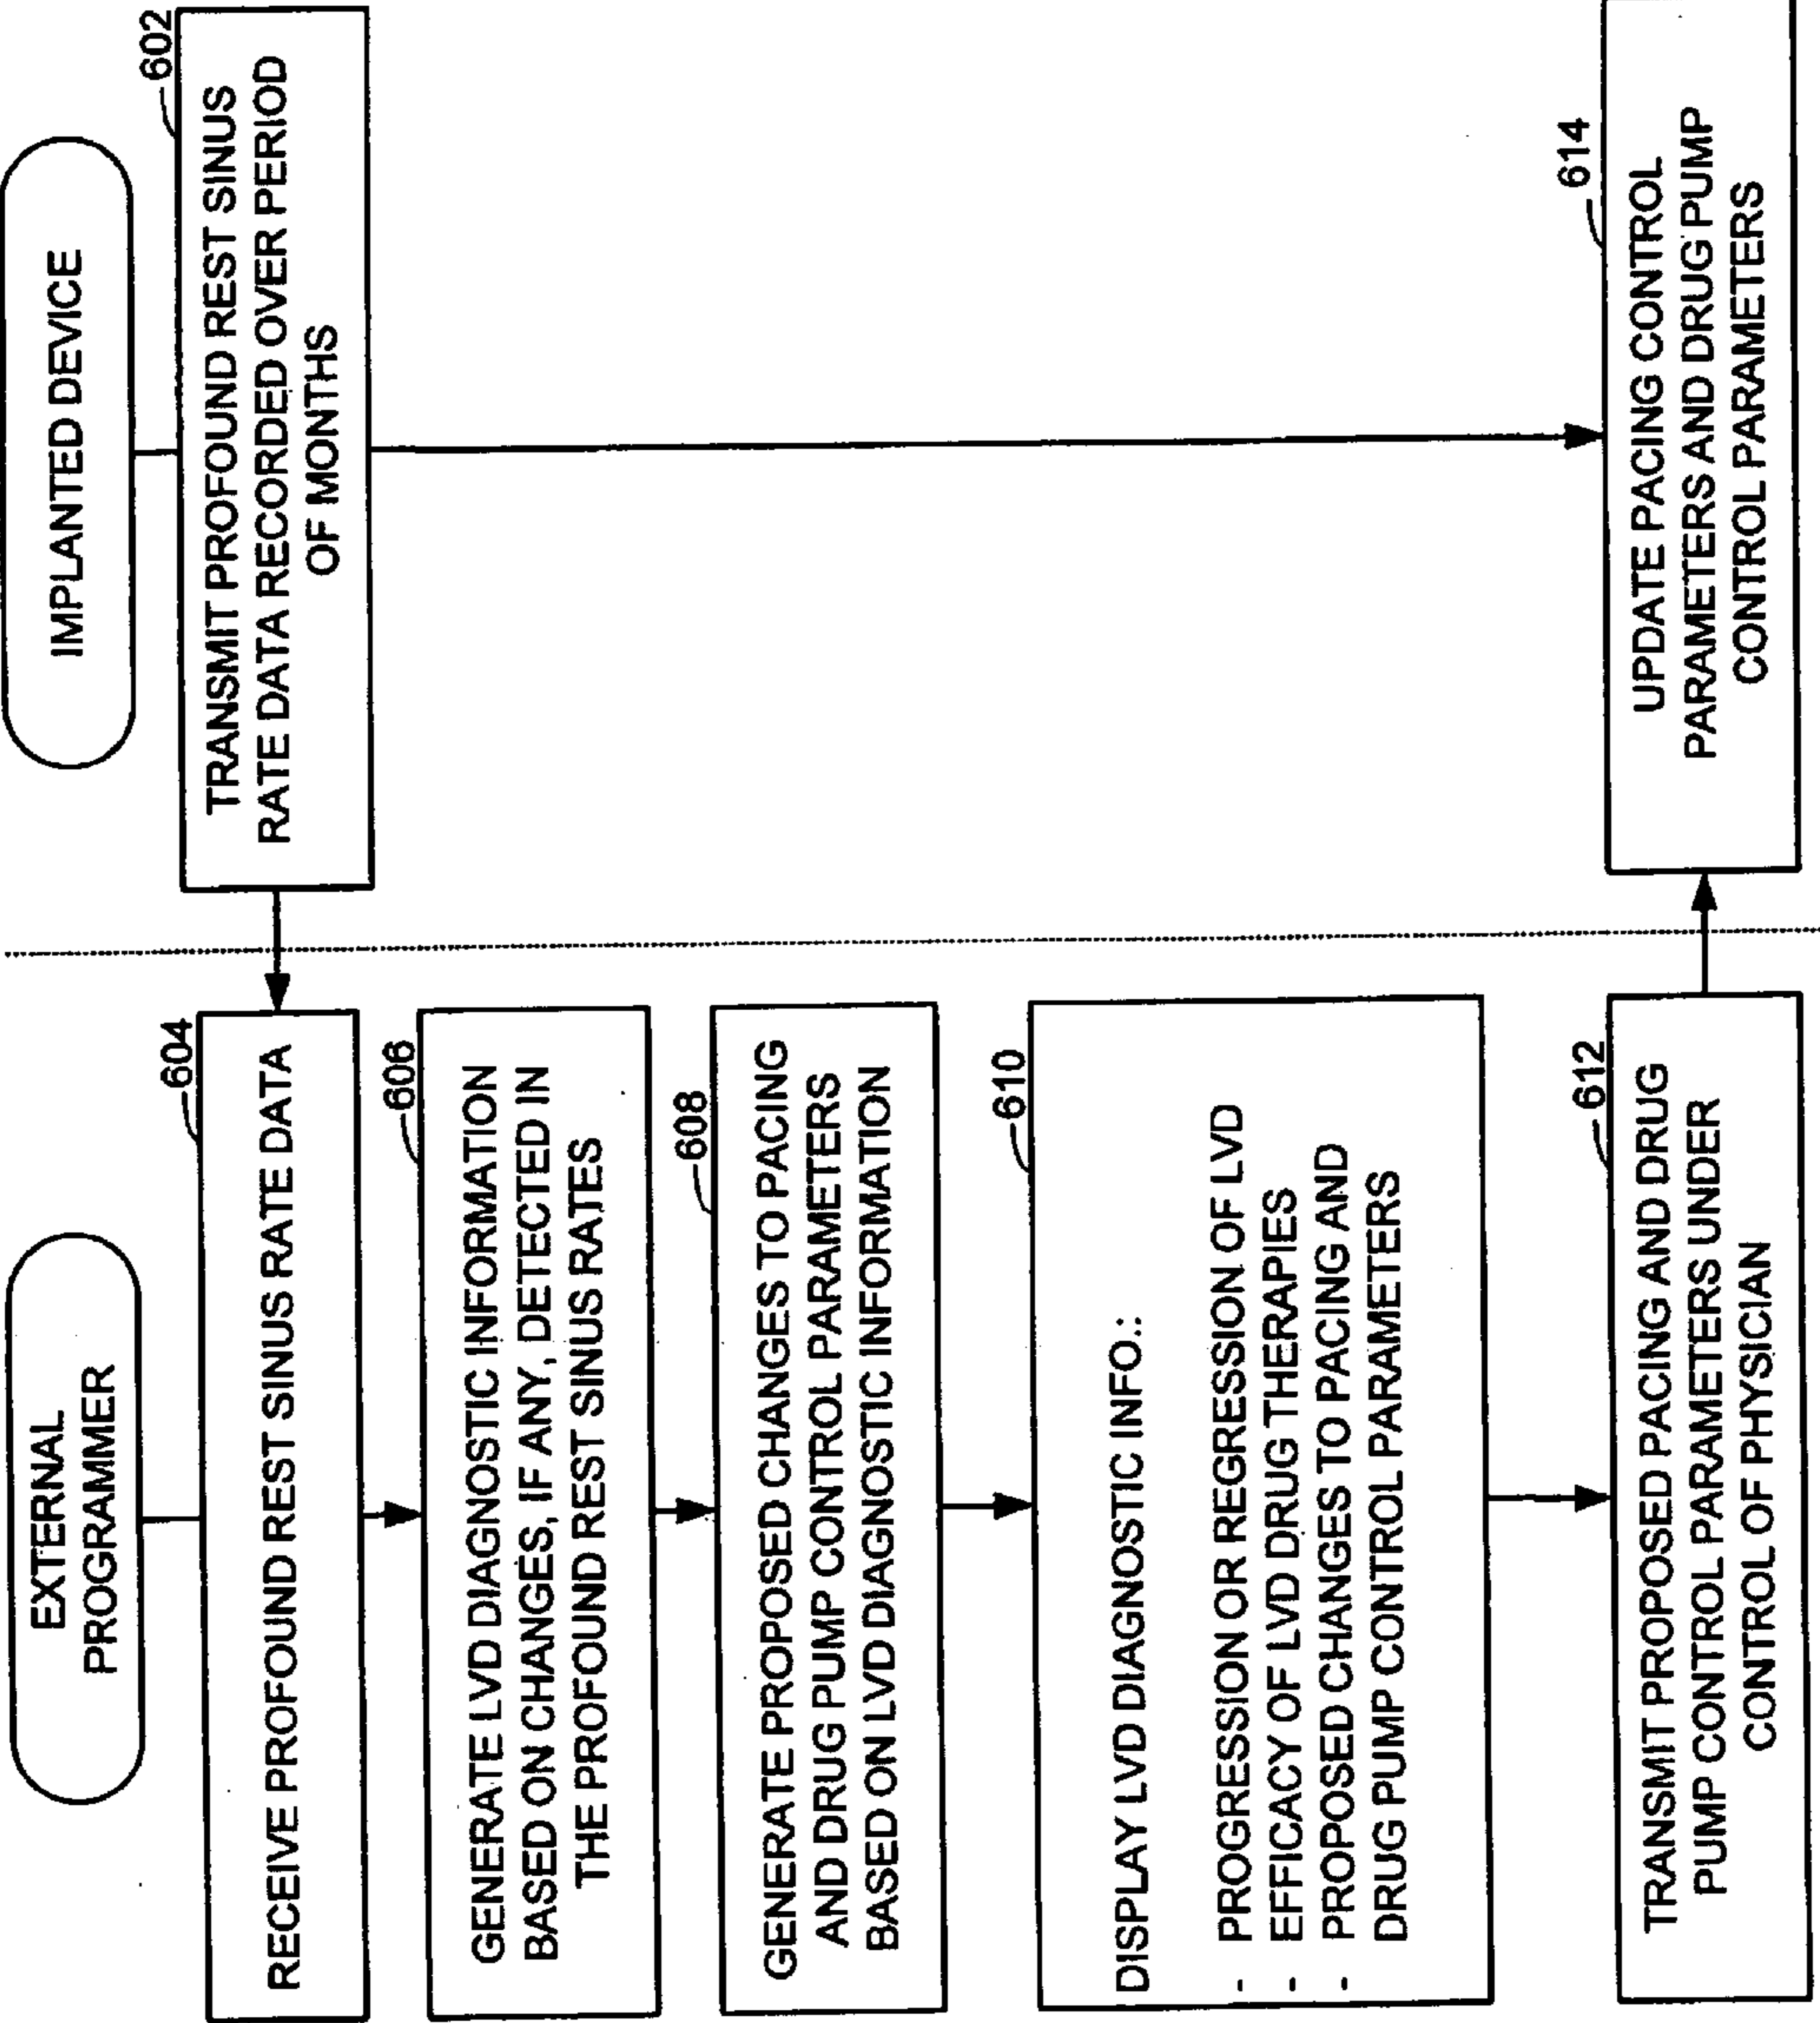 EXTERNAL
PROGRAMMER
604
RECEIVE PROFOUND REST SINUS RATE DATA
606
GENERATE LVD DIAGNOSTIC INFORMATION
BASED ON CHANGES, IF ANY, DETECTED IN
THE PROFOUND REST SINUS RATES
608
GENERATE PROPOSED CHANGES TO PACING
AND DRUG PUMP CONTROL PARAMETERS
BASED ON LVD DIAGNOSTIC INFORMATION
610
DISPLAY LVD DIAGNOSTIC INFO.:
- PROGRESSION OR REGRESSION OF LVD
- EFFICACY OF LVD DRUG THERAPIES
- PROPOSED CHANGES TO PACING AND
DRUG PUMP CONTROL PARAMETERS
612
TRANSMIT PROPOSED PACING AND DRUG
PUMP CONTROL PARAMETERS UNDER
CONTROL OF PHYSICIAN
IMPLANTED DEVICE
602
TRANSMIT PROFOUND REST SINUS
RATE DATA RECORDED OVER PERIOD
OF MONTHS
614
UPDATE PACING CONTROL
PARAMETERS AND DRUG PUMP
CONTROL PARAMETERS